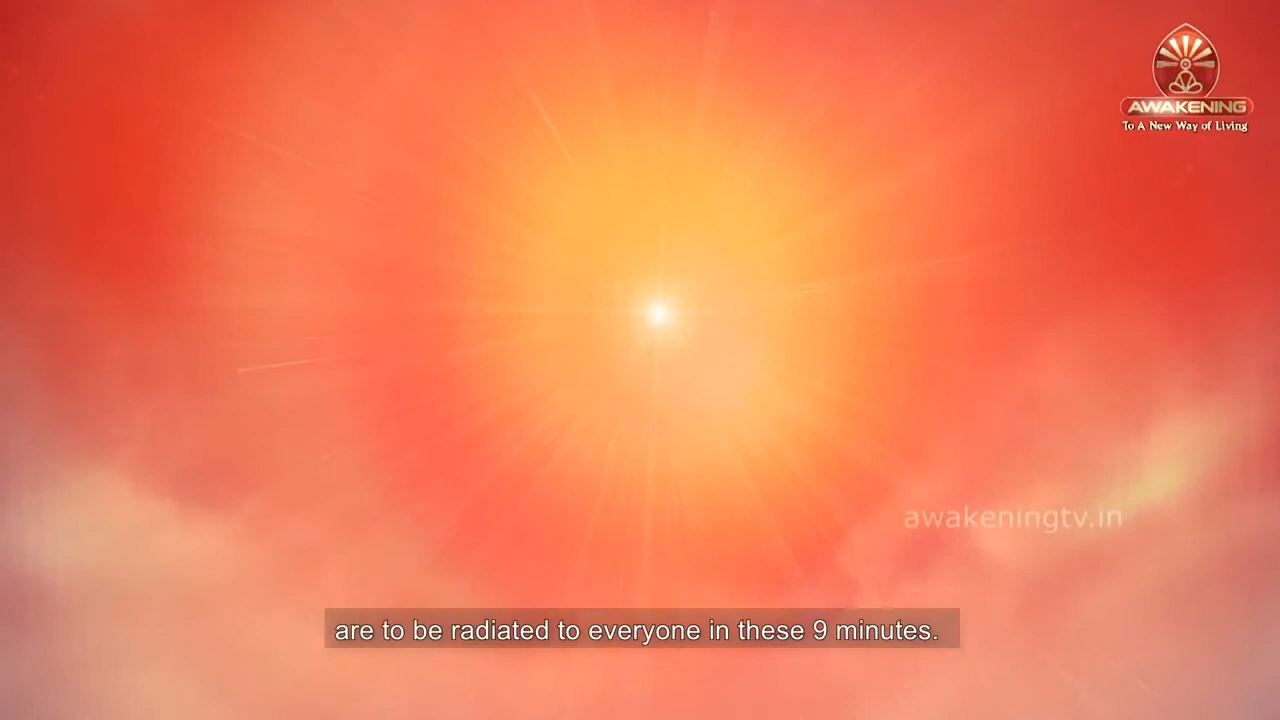 AWAKENING
To A New Way of Living
awakeningtv.in
are to be radiated to everyone in these 9 minutes.